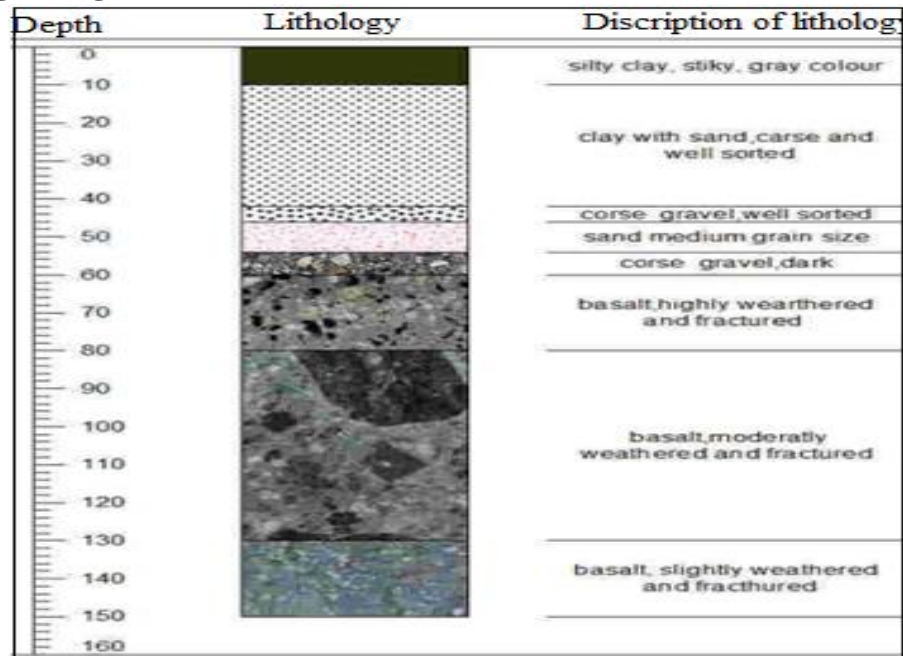 Depth Lithology Discription of lithology
0
silty clay, stiky, gray colour
10
20
clay with sand,carse and
well sorted
30
40
corse gravel,well sorted
50
sand medium grain size
corse gravel,dark
60
70
basalt,highly wearthered
and fractured
80
90
100
basalt,moderatly
weathered and fractured
110
120
130
basalt, slightly weathered
and fracthured
140
150
160